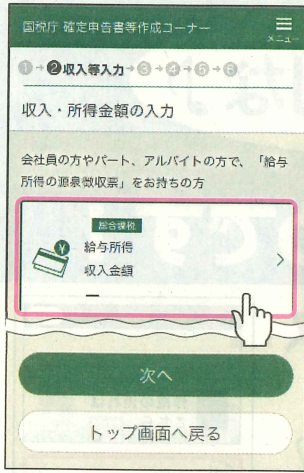 国税庁 確定申告書等作成コーナー
メニュー
1→2収入等入力→3→4→5→6
収入・所得金額の入力
会社員の方やパート、アルバイトの方で、「給与
所得の源泉徴収票」をお持ちの方
総合課税
¥
給与所得
収入金額
ー
次へ
トップ画面へ戻る